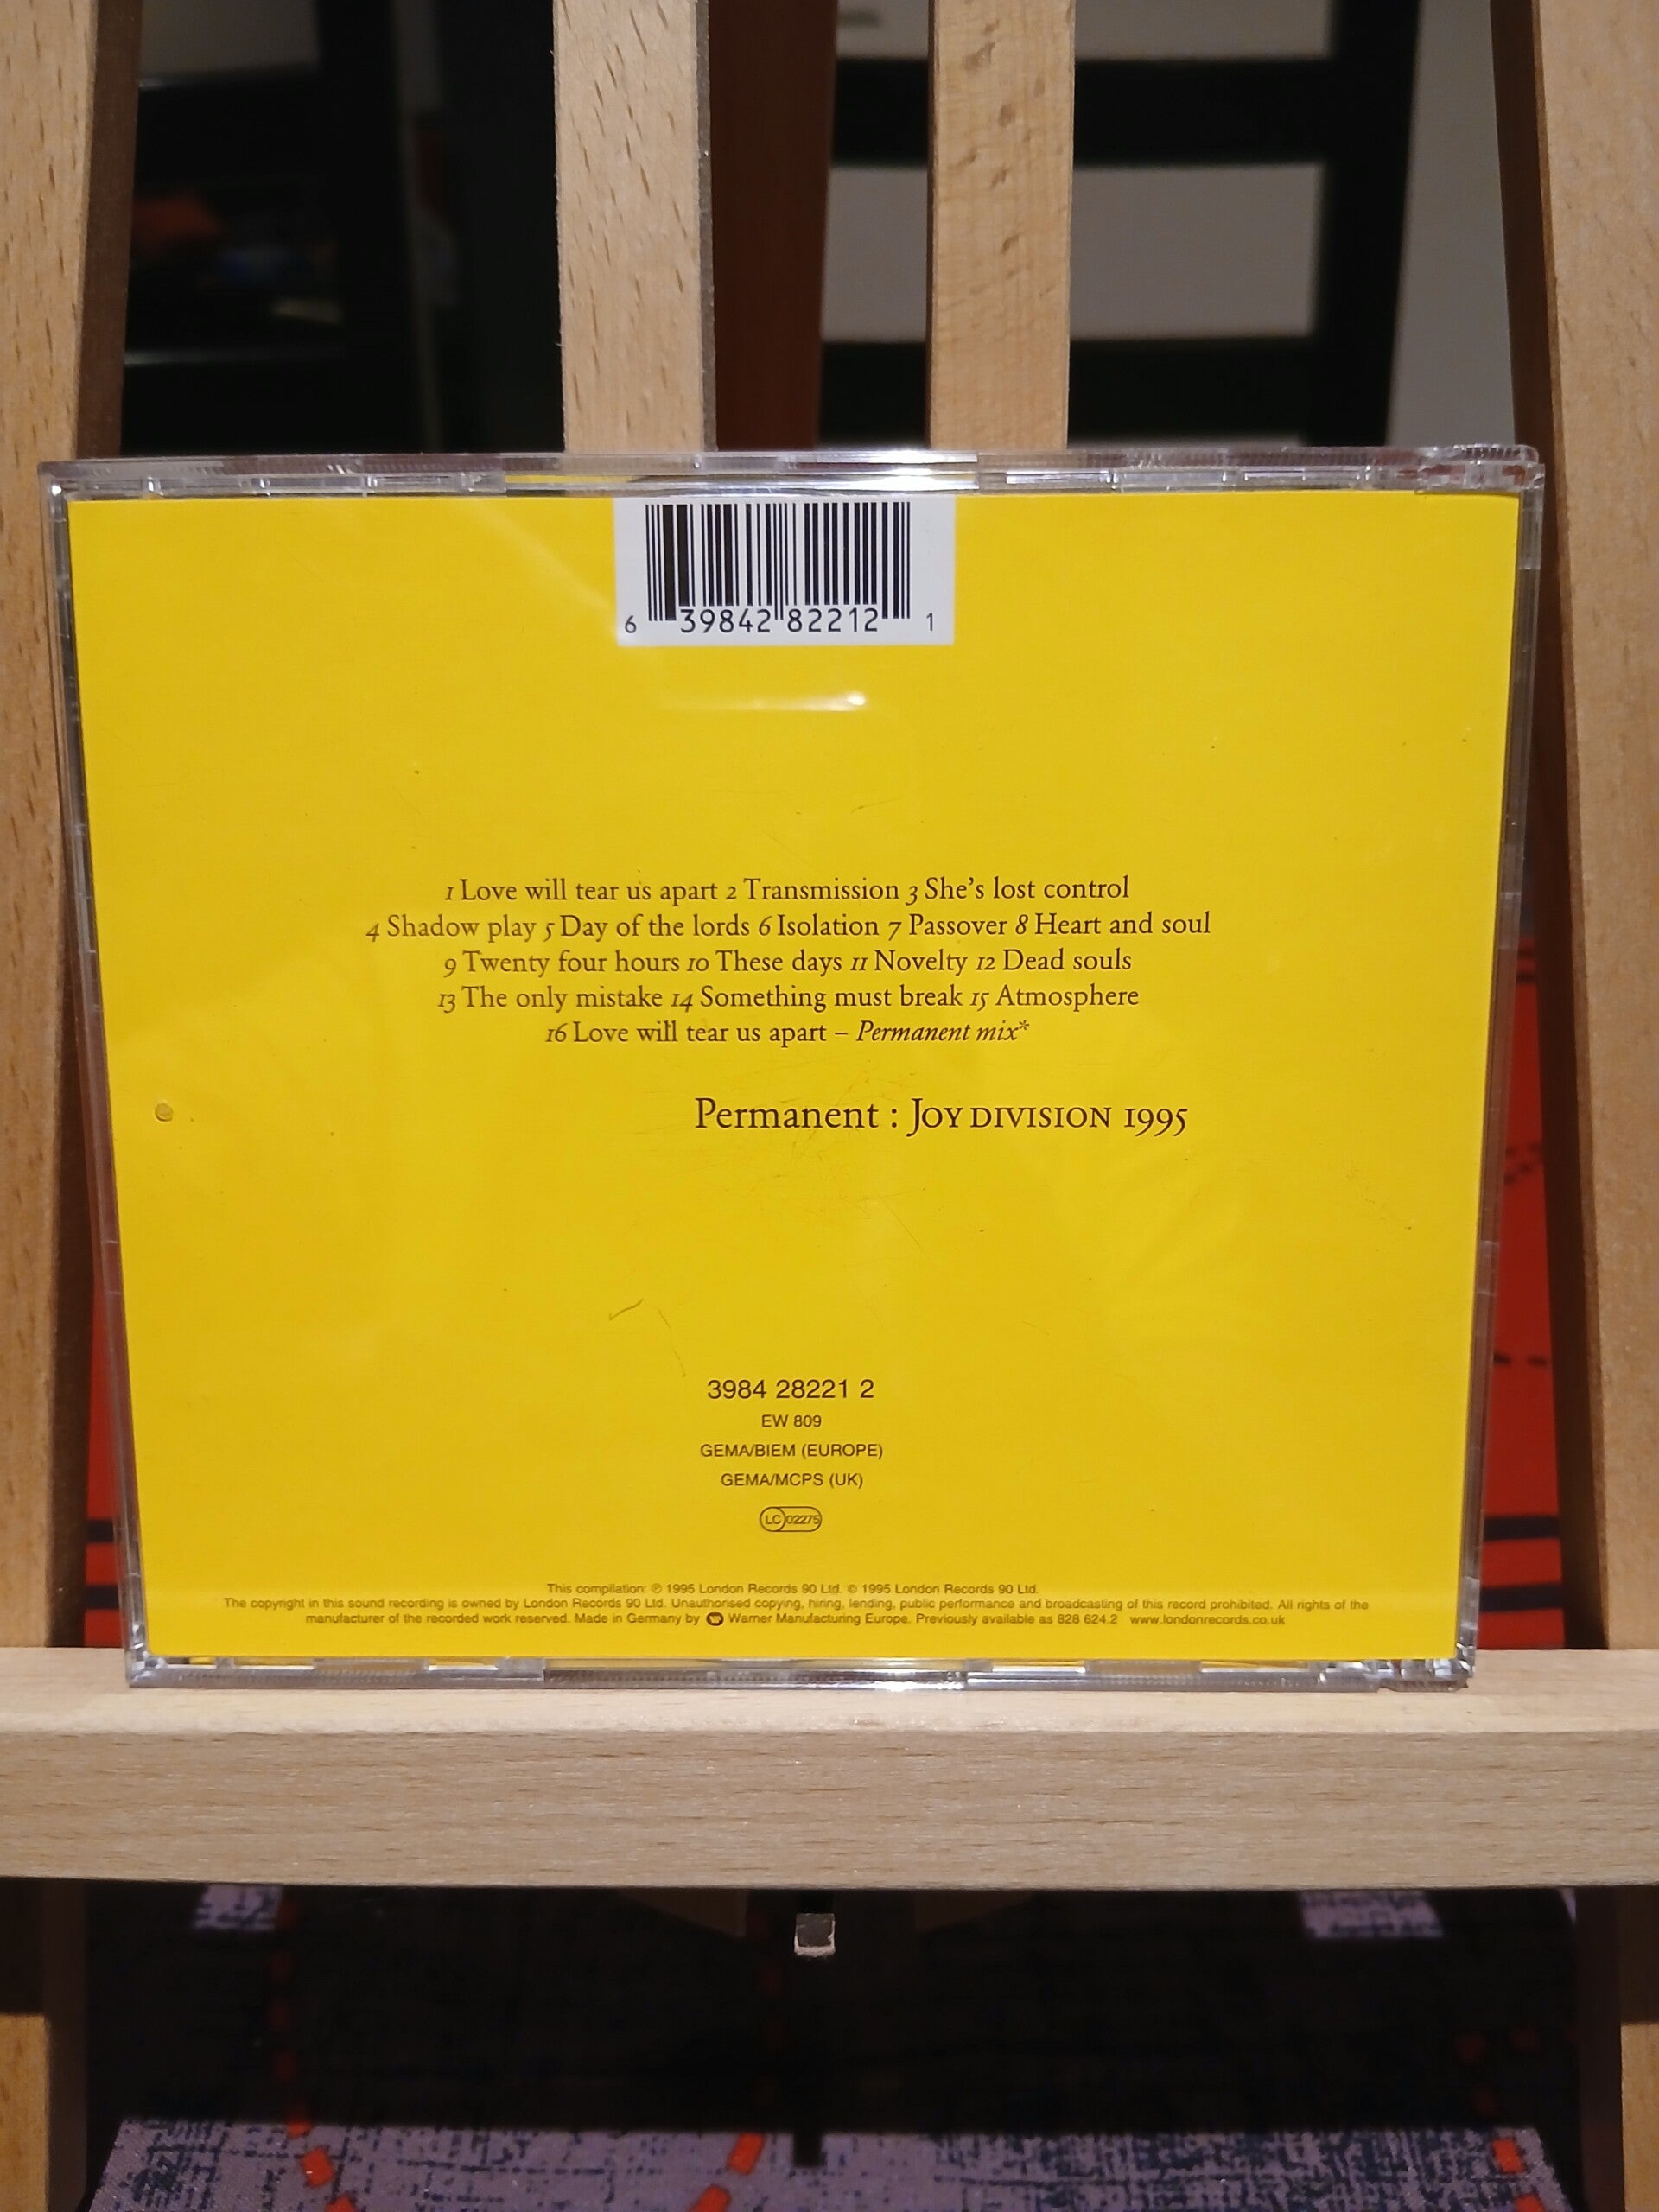 6 39842 82212 1
1 Love will tear us apart 2 Transmission 3 She's lost control
4 Shadow play 5 Day of the lords 6 Isolation 7 Passover 8 Heart and soul
9 Twenty four hours 10 These days 11 Novelty 12 Dead souls
13 The only mistake 14 Something must break 15 Atmosphere
16 Love will tear us apart – Permanent mix*
Permanent : JOY DIVISION 1995
3984 28221 2
EW 809
GEMA/BIEM (EUROPE)
GEMA/MCPS (UK)
LC 02275
This compilation: ℗ 1995 London Records 90 Ltd. © 1995 London Records 90 Ltd.
The copyright in this sound recording is owned by London Records 90 Ltd. Unauthorised copying, hiring, lending, public performance and broadcasting of this record prohibited. All rights of the
manufacturer of the recorded work reserved. Made in Germany by Warner Manufacturing Europe. Previously available as 828 624.2 www.londonrecords.co.uk